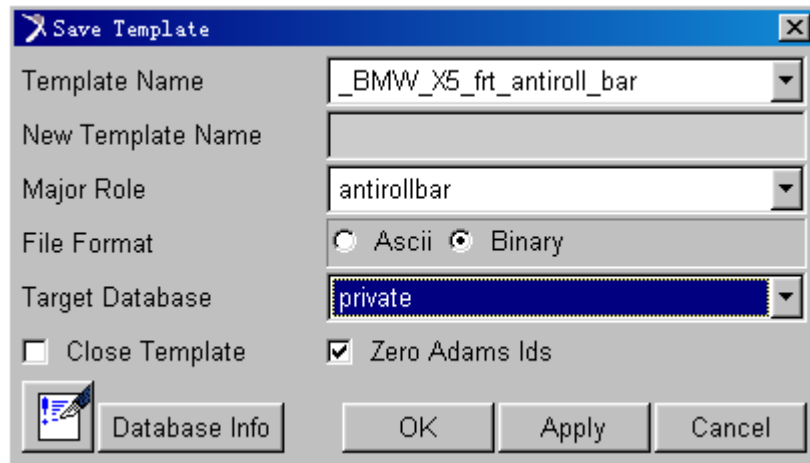 Save Template
Template Name _BMW_X5_frt_antiroll_bar
New Template Name
Major Role antirollbar
File Format Ascii Binary
Target Database private
Close Template Zero Adams Ids
Database Info OK Apply Cancel